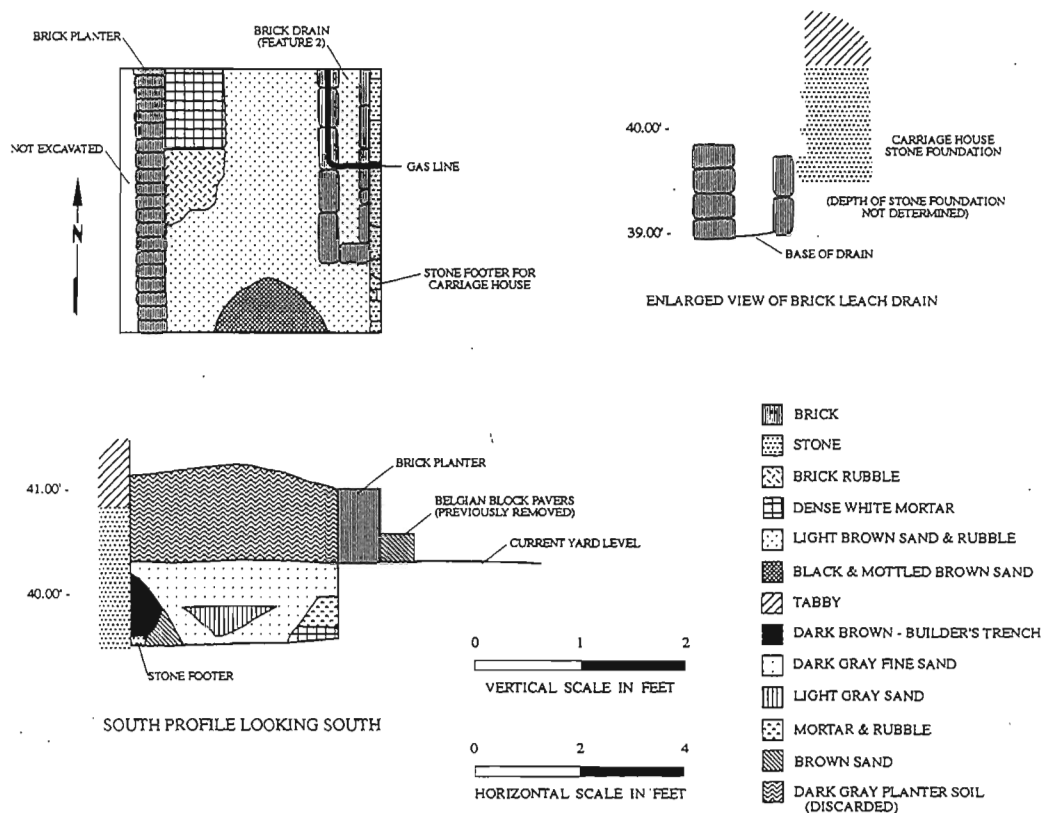 BRICK PLANTER
BRICK DRAIN
(FEATURE 2)
NOT EXCAVATED
N
GAS LINE
STONE FOOTER FOR
CARRIAGE HOUSE
40.00' -
39.00' -
CARRIAGE HOUSE
STONE FOUNDATION
(DEPTH OF STONE FOUNDATION
NOT DETERMINED)
BASE OF DRAIN
ENLARGED VIEW OF BRICK LEACH DRAIN
41.00' -
40.00' -
BRICK PLANTER
BELGIAN BLOCK PAVERS
(PREVIOUSLY REMOVED)
CURRENT YARD LEVEL
STONE FOOTER
SOUTH PROFILE LOOKING SOUTH
0 1 2
VERTICAL SCALE IN FEET
0 2 4
HORIZONTAL SCALE IN FEET
BRICK
STONE
BRICK RUBBLE
DENSE WHITE MORTAR
LIGHT BROWN SAND & RUBBLE
BLACK & MOTTLED BROWN SAND
TABBY
DARK BROWN - BUILDER'S TRENCH
DARK GRAY FINE SAND
LIGHT GRAY SAND
MORTAR & RUBBLE
BROWN SAND
DARK GRAY PLANTER SOIL
(DISCARDED)